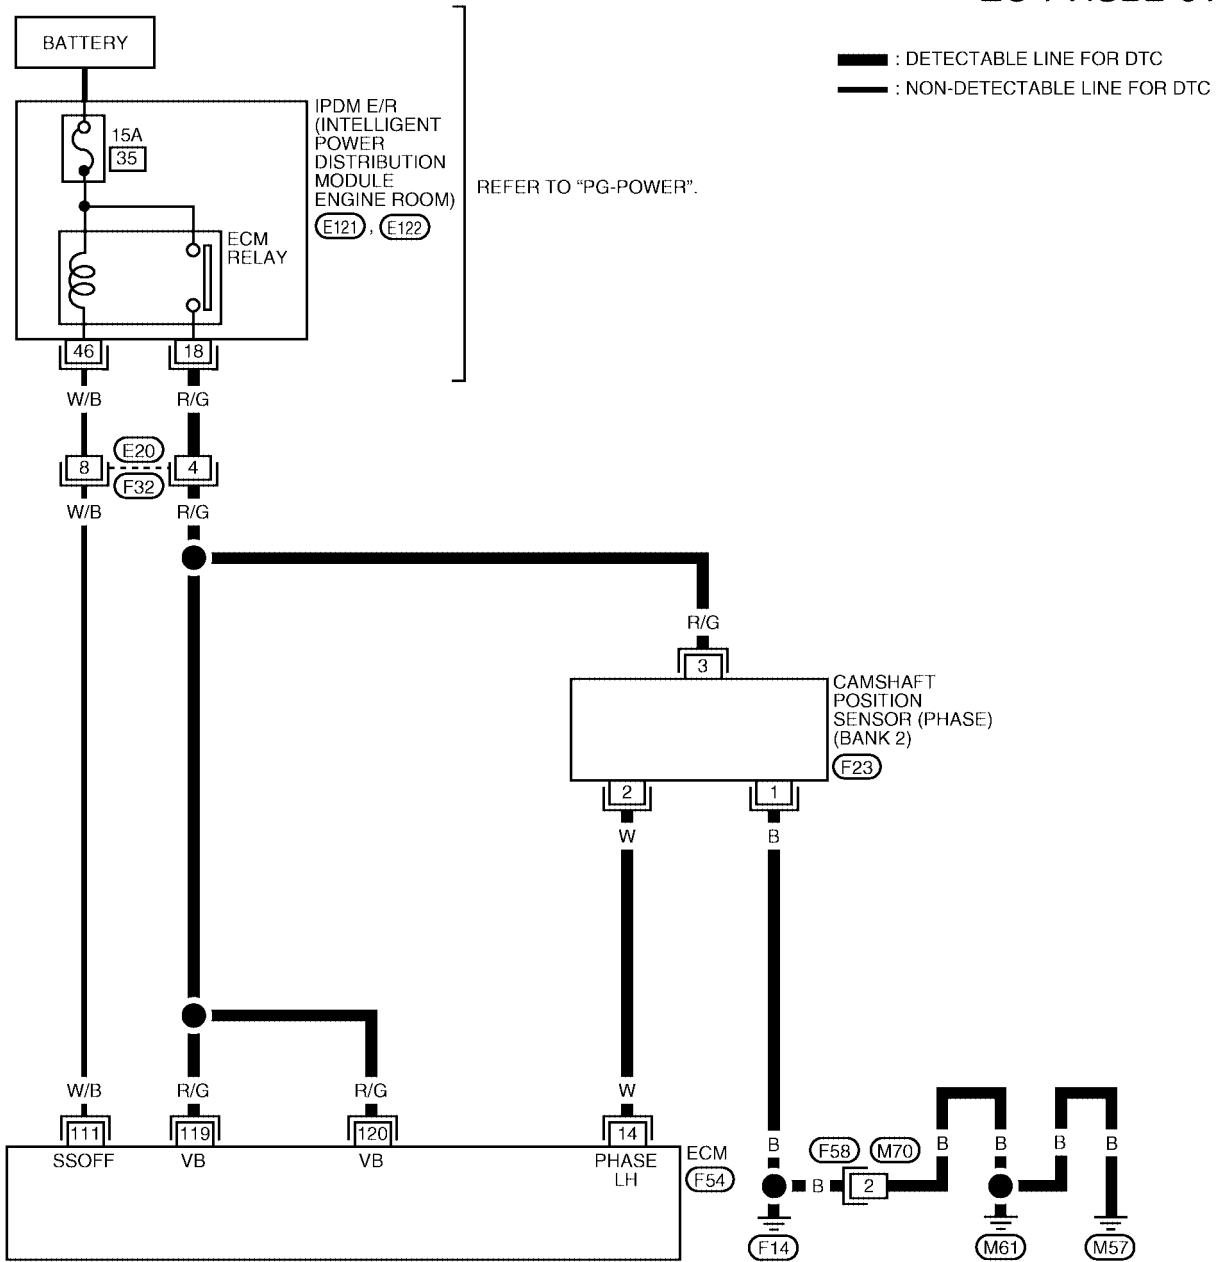 BATTERY
: DETECTABLE LINE FOR DTC
: NON-DETECTABLE LINE FOR DTC
IPDM E/R
(INTELLIGENT
POWER
DISTRIBUTION
MODULE
ENGINE ROOM)
E121 , E122
15A
35
REFER TO “PG-POWER”.
ECM
RELAY
46 18
W/B R/G
8 E20 4
F32
W/B R/G
R/G
3
CAMSHAFT
POSITION
SENSOR (PHASE)
(BANK 2)
F23
2 1
W B
W/B R/G R/G W
111 119 120 14
SSOFF VB VB PHASE
LH
ECM
F54
B F58 M70 B B B B
B 2
F14 M61 M57